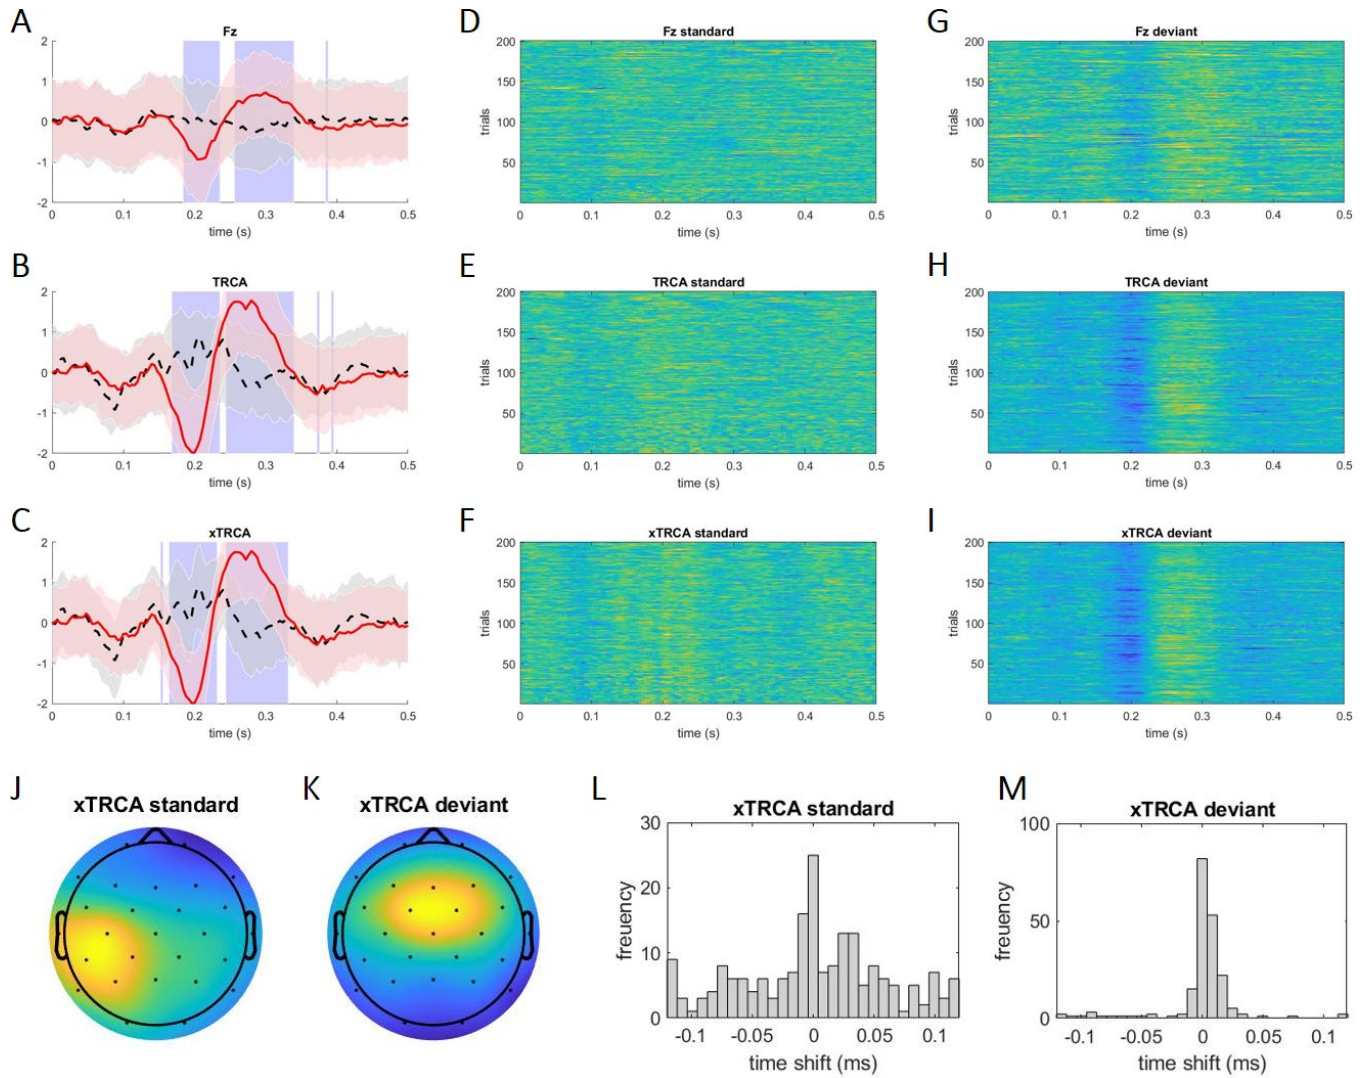 A
Fz
2
1
0
-1
-2
0 0.1 0.2 0.3 0.4 0.5
time (s)
D
Fz standard
200
150
100
50
trials
0 0.1 0.2 0.3 0.4 0.5
time (s)
G
Fz deviant
200
150
100
50
trials
0 0.1 0.2 0.3 0.4 0.5
time (s)
B
TRCA
2
1
0
-1
-2
0 0.1 0.2 0.3 0.4 0.5
time (s)
E
TRCA standard
200
150
100
50
trials
0 0.1 0.2 0.3 0.4 0.5
time (s)
H
TRCA deviant
200
150
100
50
trials
0 0.1 0.2 0.3 0.4 0.5
time (s)
C
xTRCA
2
1
0
-1
-2
0 0.1 0.2 0.3 0.4 0.5
time (s)
F
xTRCA standard
200
150
100
50
trials
0 0.1 0.2 0.3 0.4 0.5
time (s)
I
xTRCA deviant
200
150
100
50
trials
0 0.1 0.2 0.3 0.4 0.5
time (s)
J
xTRCA standard
K
xTRCA deviant
L
xTRCA standard
30
20
10
0
freuency
-0.1 -0.05 0 0.05 0.1
time shift (ms)
M
xTRCA deviant
100
50
0
freuency
-0.1 -0.05 0 0.05 0.1
time shift (ms)